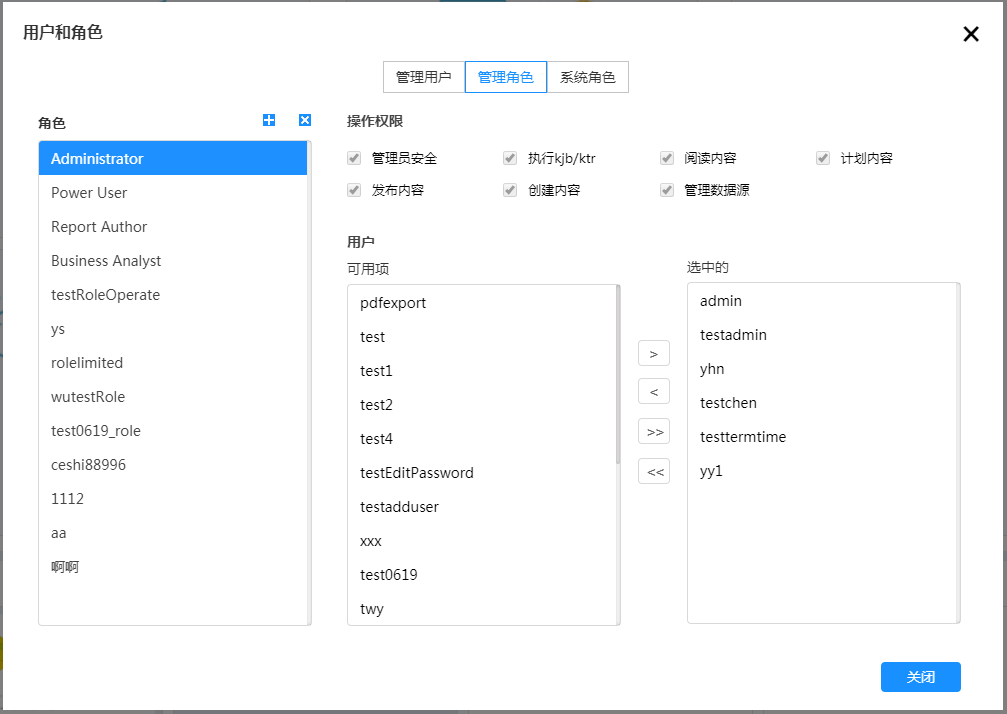 用户和角色
管理用户 管理角色 系统角色
角色
Administrator
Power User
Report Author
Business Analyst
testRoleOperate
ys
rolelimited
wutestRole
test0619_role
ceshi88996
1112
aa
啊啊
操作权限
管理员安全 执行kjb/ktr 阅读内容 计划内容
发布内容 创建内容 管理数据源
用户
可用项
pdfexport
test
test1
test2
test4
testEditPassword
testadduser
xxx
test0619
twy
>
<
>>
<<
选中的
admin
testadmin
yhn
testchen
testtermtime
yy1
关闭